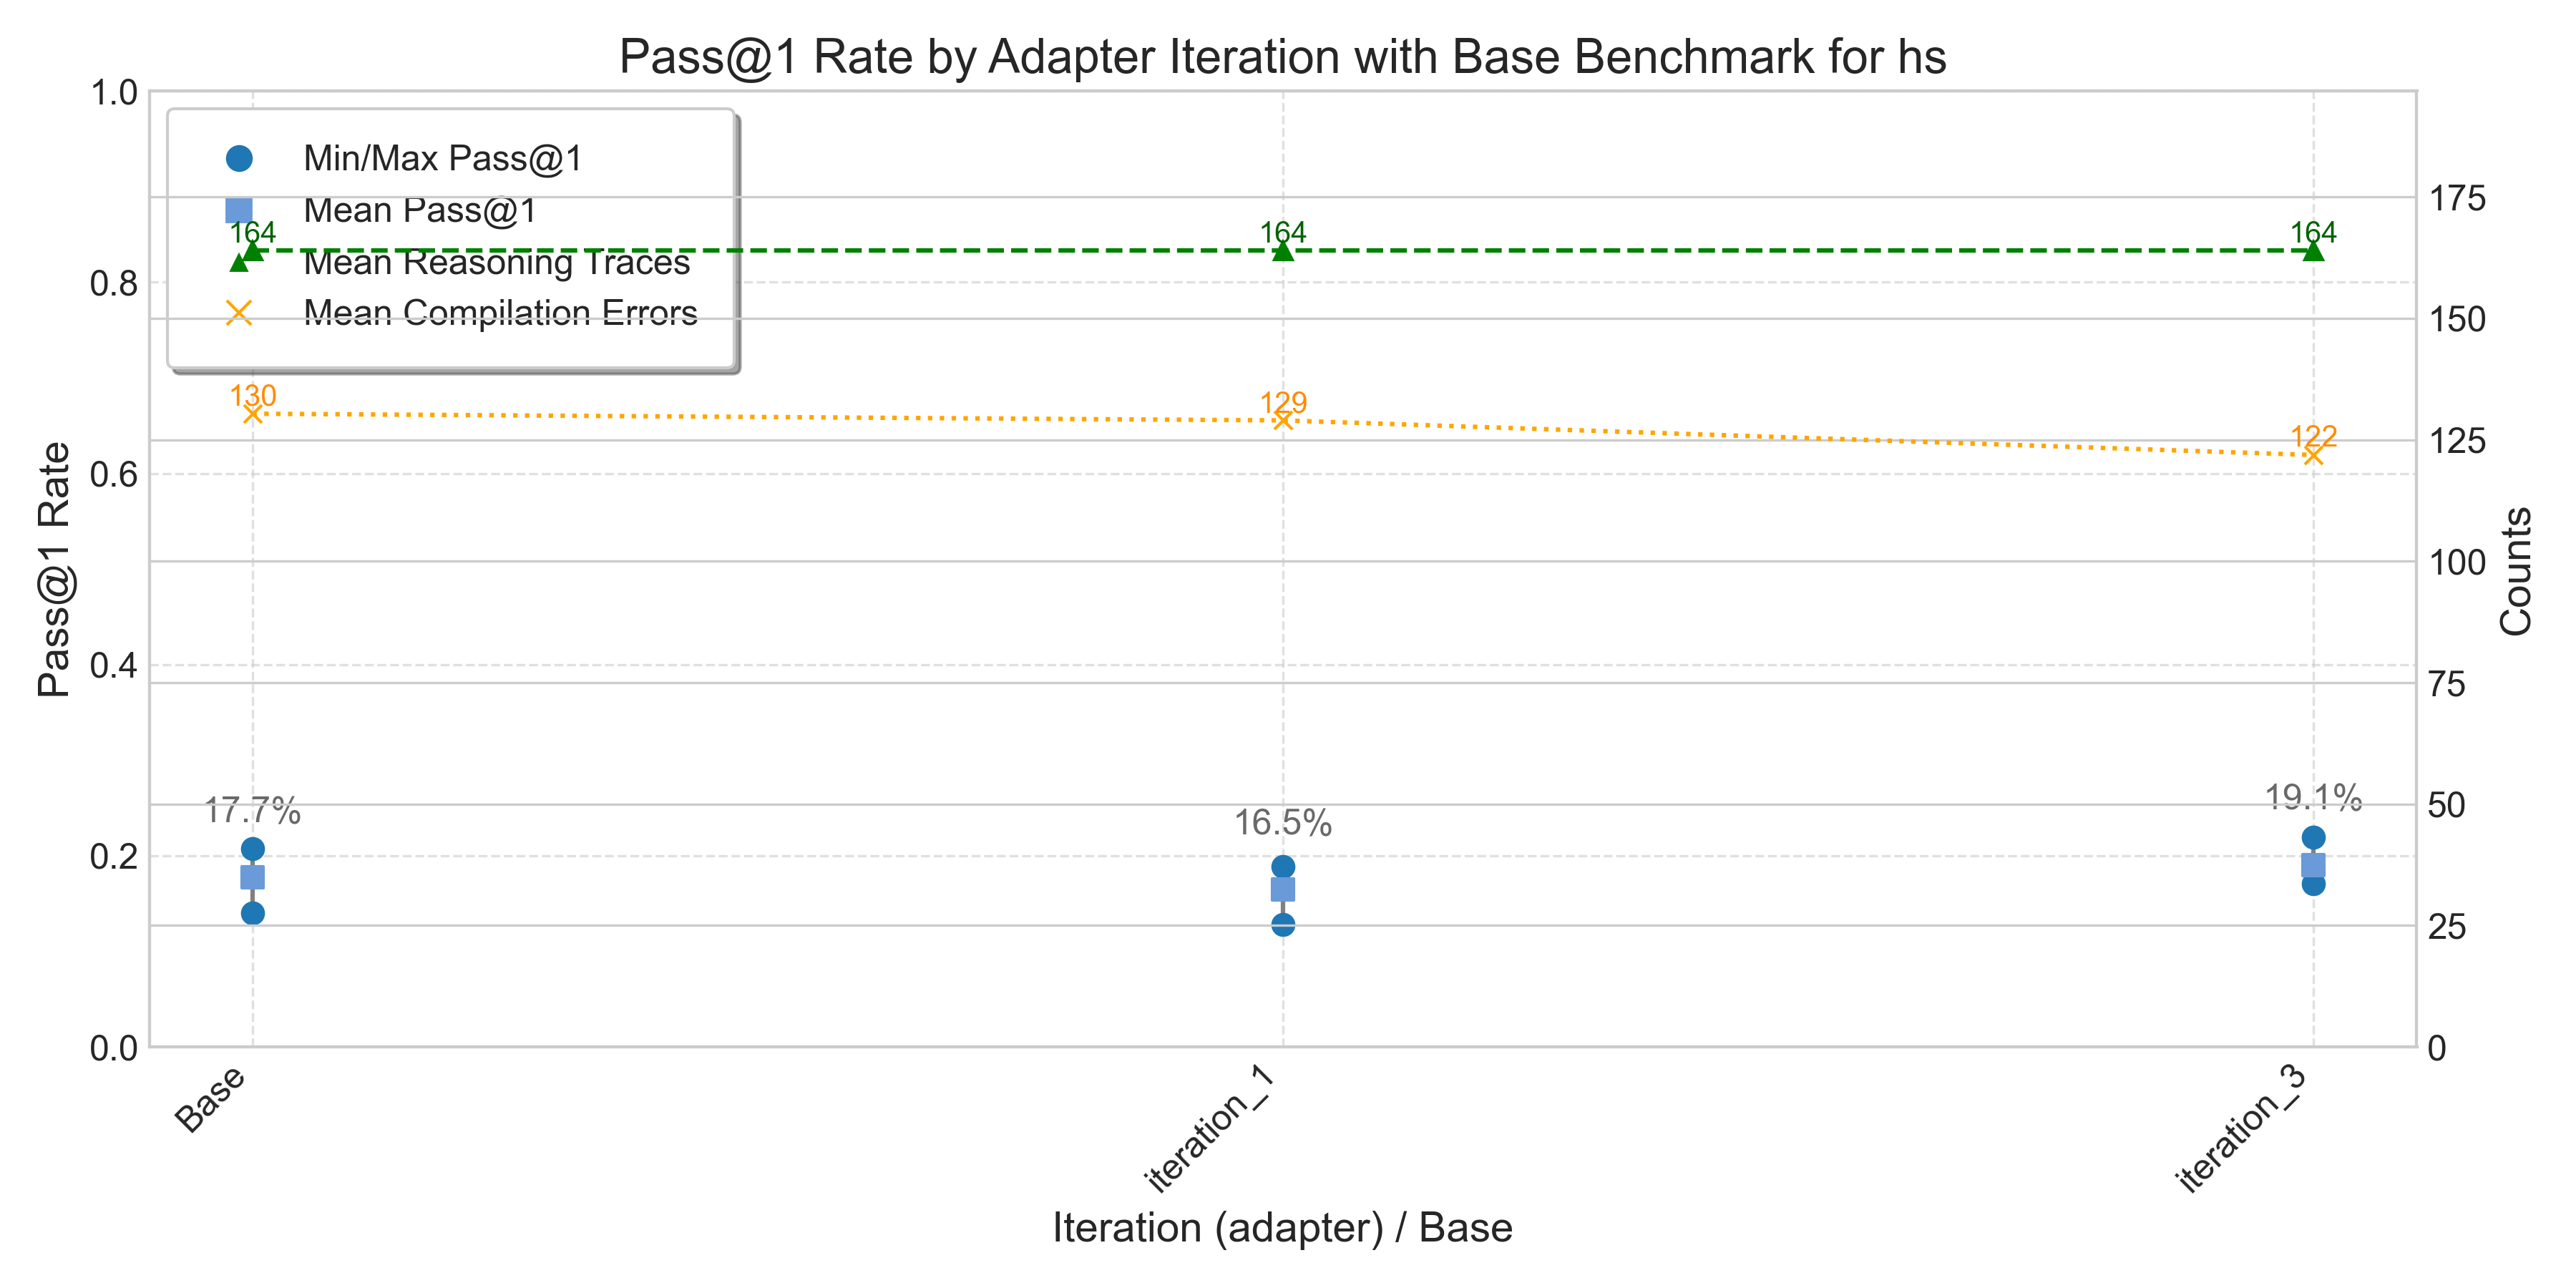 Pass@1 Rate by Adapter Iteration with Base Benchmark for hs
Min/Max Pass@1
Mean Pass@1
Mean Reasoning Traces
Mean Compilation Errors
Pass@1 Rate
1.0
0.8
0.6
0.4
0.2
0.0
Counts
175
150
125
100
75
50
25
0
164
164
164
130
129
122
17.7%
16.5%
19.1%
Base
iteration_1
iteration_3
Iteration (adapter) / Base